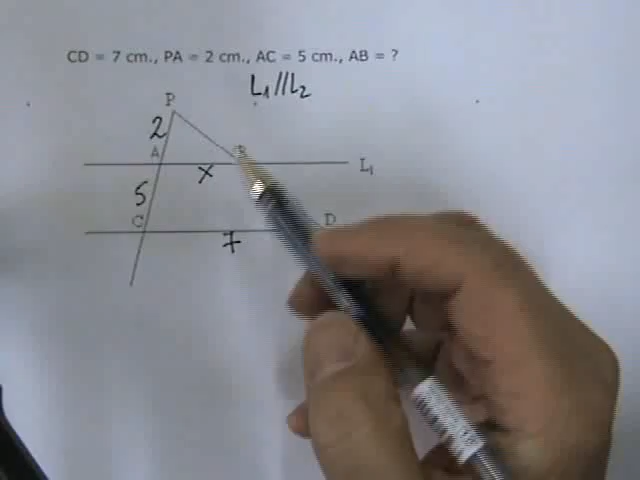 CD = 7 cm., PA = 2 cm., AC = 5 cm., AB = ?
L1//L2
P
2
A
B
x
L1
5
C
D
7